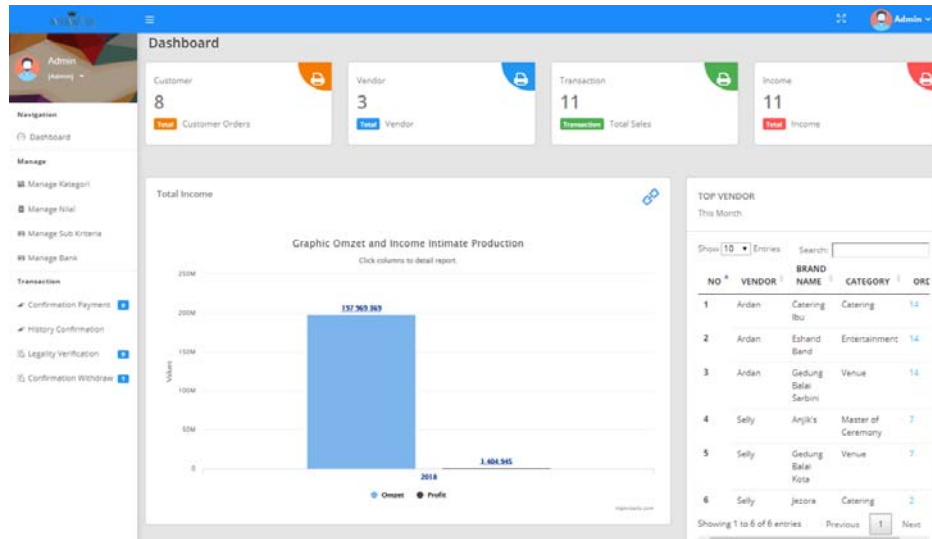 Admin
Dashboard
Admin
[Admin]
Customer
8
Total Customer Orders
Vendor
3
Total Vendor
Transaction
11
Transaction Total Sales
Income
11
Total Income
Navigation
Dashboard
Manage
Manage Kategori
Manage Nilai
Manage Sub Kriteria
Manage Bank
Transaction
Confirmation Payment
History Confirmation
Legality Verification
Confirmation Withdraw
Total Income
Graphic Omzet and Income Intimate Production
Click columns to detail report.
250M
200M
150M
100M
50M
0
Values
197 969 369
1 404 945
2018
Omzet Profit
TOP VENDOR
This Month
Show 10 Entries Search:
NO VENDOR BRAND NAME CATEGORY ORD
1 Ardan Catering Ibu Catering 14
2 Ardan Eshand Band Entertainment 14
3 Ardan Gedung Balai Sarbini Venue 14
4 Selly Anjik's Master of Ceremony 7
5 Selly Gedung Balai Kota Venue 7
6 Selly Jezora Catering 2
Showing 1 to 6 of 6 entries Previous 1 Next